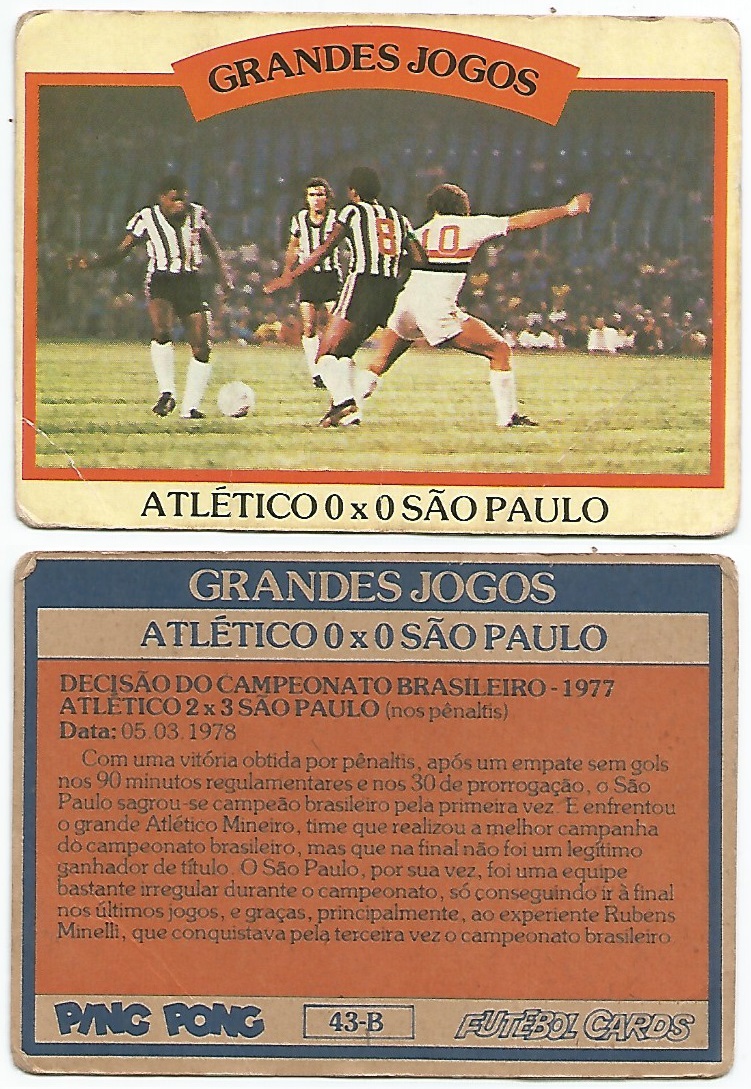 GRANDES JOGOS
8
10
ATLÉTICO 0 x 0 SÃO PAULO
GRANDES JOGOS
ATLÉTICO 0 x 0 SÃO PAULO
DECISÃO DO CAMPEONATO BRASILEIRO - 1977
ATLÉTICO 2 x 3 SÃO PAULO (nos pênaltis)
Data: 05.03.1978
Com uma vitória obtida por pênaltis, após um empate sem gols
nos 90 minutos regulamentares e nos 30 de prorrogação, o São
Paulo sagrou-se campeão brasileiro pela primeira vez. E enfrentou
o grande Atlético Mineiro, time que realizou a melhor campanha
do campeonato brasileiro, mas que na final não foi um legítimo
ganhador de título. O São Paulo, por sua vez, foi uma equipe
bastante irregular durante o campeonato, só conseguindo ir à final
nos últimos jogos, e graças, principalmente, ao experiente Rubens
Minelli, que conquistava pela terceira vez o campeonato brasileiro
PING PONG
43-B
FUTEBOL CARDS